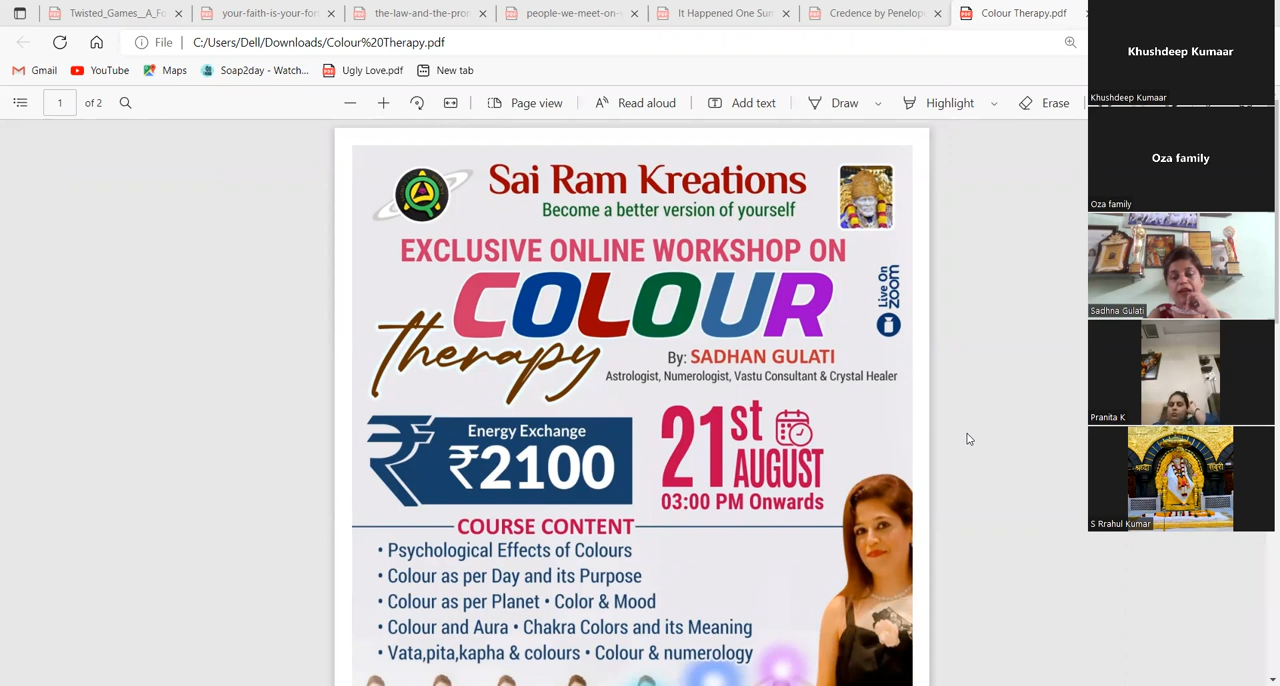 Twisted_Games__A_Fo
your-faith-is-your-for
the-law-and-the-pro
people-we-meet-on-
It Happened One Sum
Credence by Penelop
Colour Therapy.pdf
File
C:/Users/Dell/Downloads/Colour%20Therapy.pdf
Gmail
YouTube
Maps
Soap2day - Watch...
Ugly Love.pdf
New tab
1 of 2
Page view
Read aloud
Add text
Draw
Highlight
Erase
Sai Ram Kreations
Become a better version of yourself
EXCLUSIVE ONLINE WORKSHOP ON
COLOUR
therapy
Live On
zoom
By: SADHAN GULATI
Astrologist, Numerologist, Vastu Consultant & Crystal Healer
Energy Exchange
₹2100
21st
AUGUST
03:00 PM Onwards
COURSE CONTENT
• Psychological Effects of Colours
• Colour as per Day and its Purpose
• Colour as per Planet • Color & Mood
• Colour and Aura • Chakra Colors and its Meaning
• Vata,pita,kapha & colours • Colour & numerology
Khushdeep Kumaar
Khushdeep Kumaar
Oza family
Oza family
Sadhna Gulati
Pranita K
S Rrahul Kumar